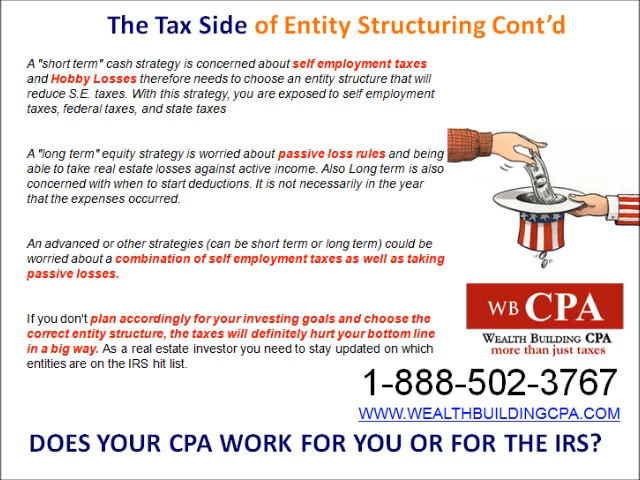 The Tax Side of Entity Structuring Cont'd
A "short term" cash strategy is concerned about self employment taxes
and Hobby Losses therefore needs to choose an entity structure that will
reduce S.E. taxes. With this strategy, you are exposed to self employment
taxes, federal taxes, and state taxes
A "long term" equity strategy is worried about passive loss rules and being
able to take real estate losses against active income. Also Long term is also
concerned with when to start deductions. It is not necessarily in the year
that the expenses occurred.
An advanced or other strategies (can be short term or long term) could be
worried about a combination of self employment taxes as well as taking
passive losses.
If you don't plan accordingly for your investing goals and choose the
correct entity structure, the taxes will definitely hurt your bottom line
in a big way. As a real estate investor you need to stay updated on which
entities are on the IRS hit list.
WB CPA
WEALTH BUILDING CPA
more than just taxes
1-888-502-3767
WWW.WEALTHBUILDINGCPA.COM
DOES YOUR CPA WORK FOR YOU OR FOR THE IRS?